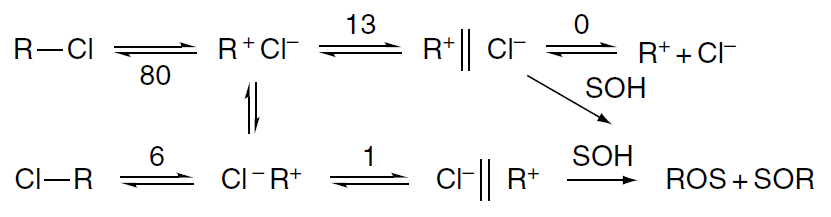 13 0
R—Cl R⁺Cl⁻ R⁺‖ Cl⁻ R⁺ + Cl⁻
80 SOH
6 1 SOH
Cl—R Cl⁻R⁺ Cl⁻‖ R⁺ ROS + SOR